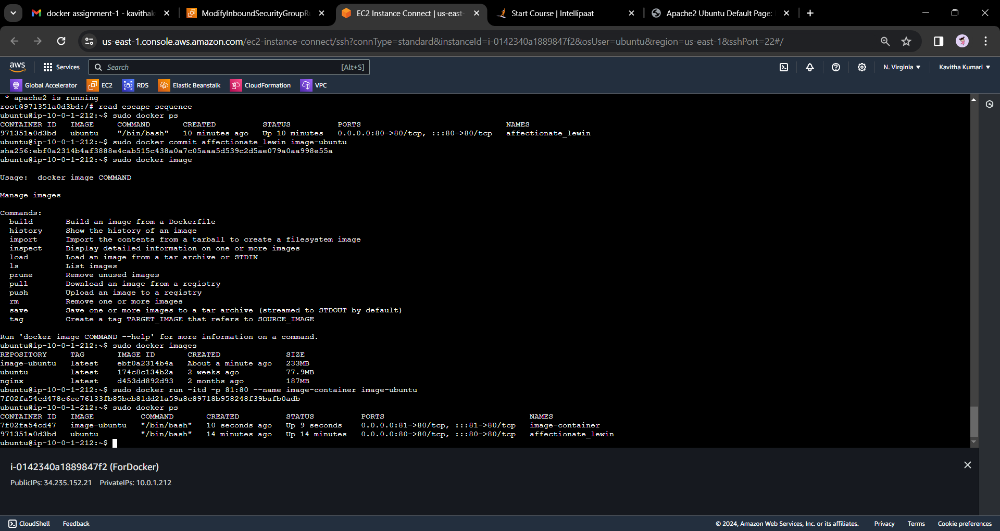 docker assignment-1 - kavithak
ModifyInboundSecurityGroupR
EC2 Instance Connect | us-east-
Start Course | Intellipaat
Apache2 Ubuntu Default Page:
us-east-1.console.aws.amazon.com/ec2-instance-connect/ssh?connType=standard&instanceId=i-0142340a1889847f2&osUser=ubuntu&region=us-east-1&sshPort=22#/
aws Services Search [Alt+S] N. Virginia Kavitha Kumari
Global Accelerator EC2 RDS Elastic Beanstalk CloudFormation VPC
* apache2 is running
root@971351a0d3bd:/# read escape sequence
ubuntu@ip-10-0-1-212:~$ sudo docker ps
CONTAINER ID IMAGE COMMAND CREATED STATUS PORTS NAMES
971351a0d3bd ubuntu "/bin/bash" 10 minutes ago Up 10 minutes 0.0.0.0:80->80/tcp, :::80->80/tcp affectionate_lewin
ubuntu@ip-10-0-1-212:~$ sudo docker commit affectionate_lewin image-ubuntu
sha256:ebf0a2314b4af3888e4cab515c438a0a7c05aaa5d539c2d5ae079a0aa998e55a
ubuntu@ip-10-0-1-212:~$ sudo docker image
Usage: docker image COMMAND
Manage images
Commands:
build Build an image from a Dockerfile
history Show the history of an image
import Import the contents from a tarball to create a filesystem image
inspect Display detailed information on one or more images
load Load an image from a tar archive or STDIN
ls List images
prune Remove unused images
pull Download an image from a registry
push Upload an image to a registry
rm Remove one or more images
save Save one or more images to a tar archive (streamed to STDOUT by default)
tag Create a tag TARGET_IMAGE that refers to SOURCE_IMAGE
Run 'docker image COMMAND --help' for more information on a command.
ubuntu@ip-10-0-1-212:~$ sudo docker images
REPOSITORY TAG IMAGE ID CREATED SIZE
image-ubuntu latest ebf0a2314b4a About a minute ago 233MB
ubuntu latest 174c8c134b2a 2 weeks ago 77.9MB
nginx latest d453dd892d93 2 months ago 187MB
ubuntu@ip-10-0-1-212:~$ sudo docker run -itd -p 81:80 --name image-container image-ubuntu
7f02fa54cd478c6ee76133fb85bcb81dd21a59a8c89718b958248f39bafb0adb
ubuntu@ip-10-0-1-212:~$ sudo docker ps
CONTAINER ID IMAGE COMMAND CREATED STATUS PORTS NAMES
7f02fa54cd47 image-ubuntu "/bin/bash" 10 seconds ago Up 9 seconds 0.0.0.0:81->80/tcp, :::81->80/tcp image-container
971351a0d3bd ubuntu "/bin/bash" 14 minutes ago Up 14 minutes 0.0.0.0:80->80/tcp, :::80->80/tcp affectionate_lewin
ubuntu@ip-10-0-1-212:~$
i-0142340a1889847f2 (ForDocker)
PublicIPs: 34.235.152.21 PrivateIPs: 10.0.1.212
CloudShell Feedback © 2024, Amazon Web Services, Inc. or its affiliates. Privacy Terms Cookie preferences